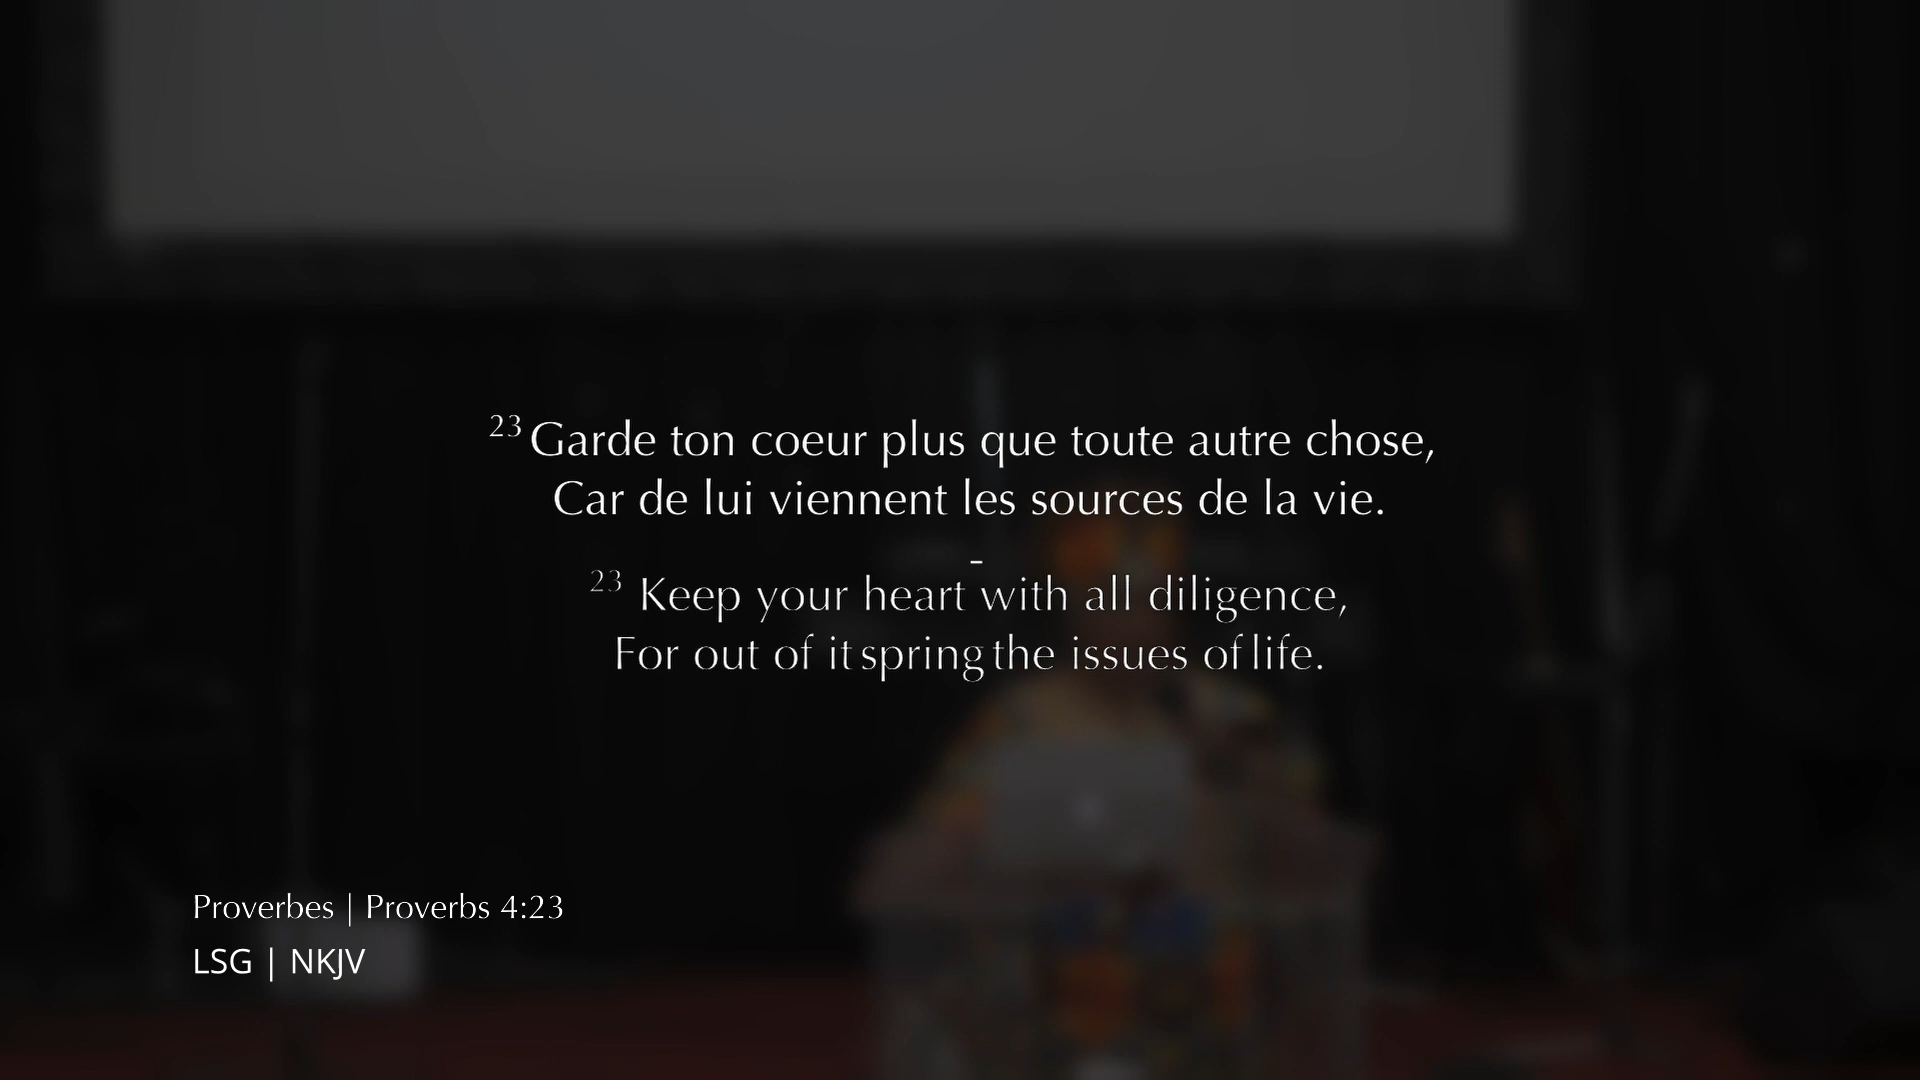 23 Garde ton coeur plus que toute autre chose,
Car de lui viennent les sources de la vie.
-
23 Keep your heart with all diligence,
For out of it spring the issues of life.
Proverbes | Proverbs 4:23
LSG | NKJV